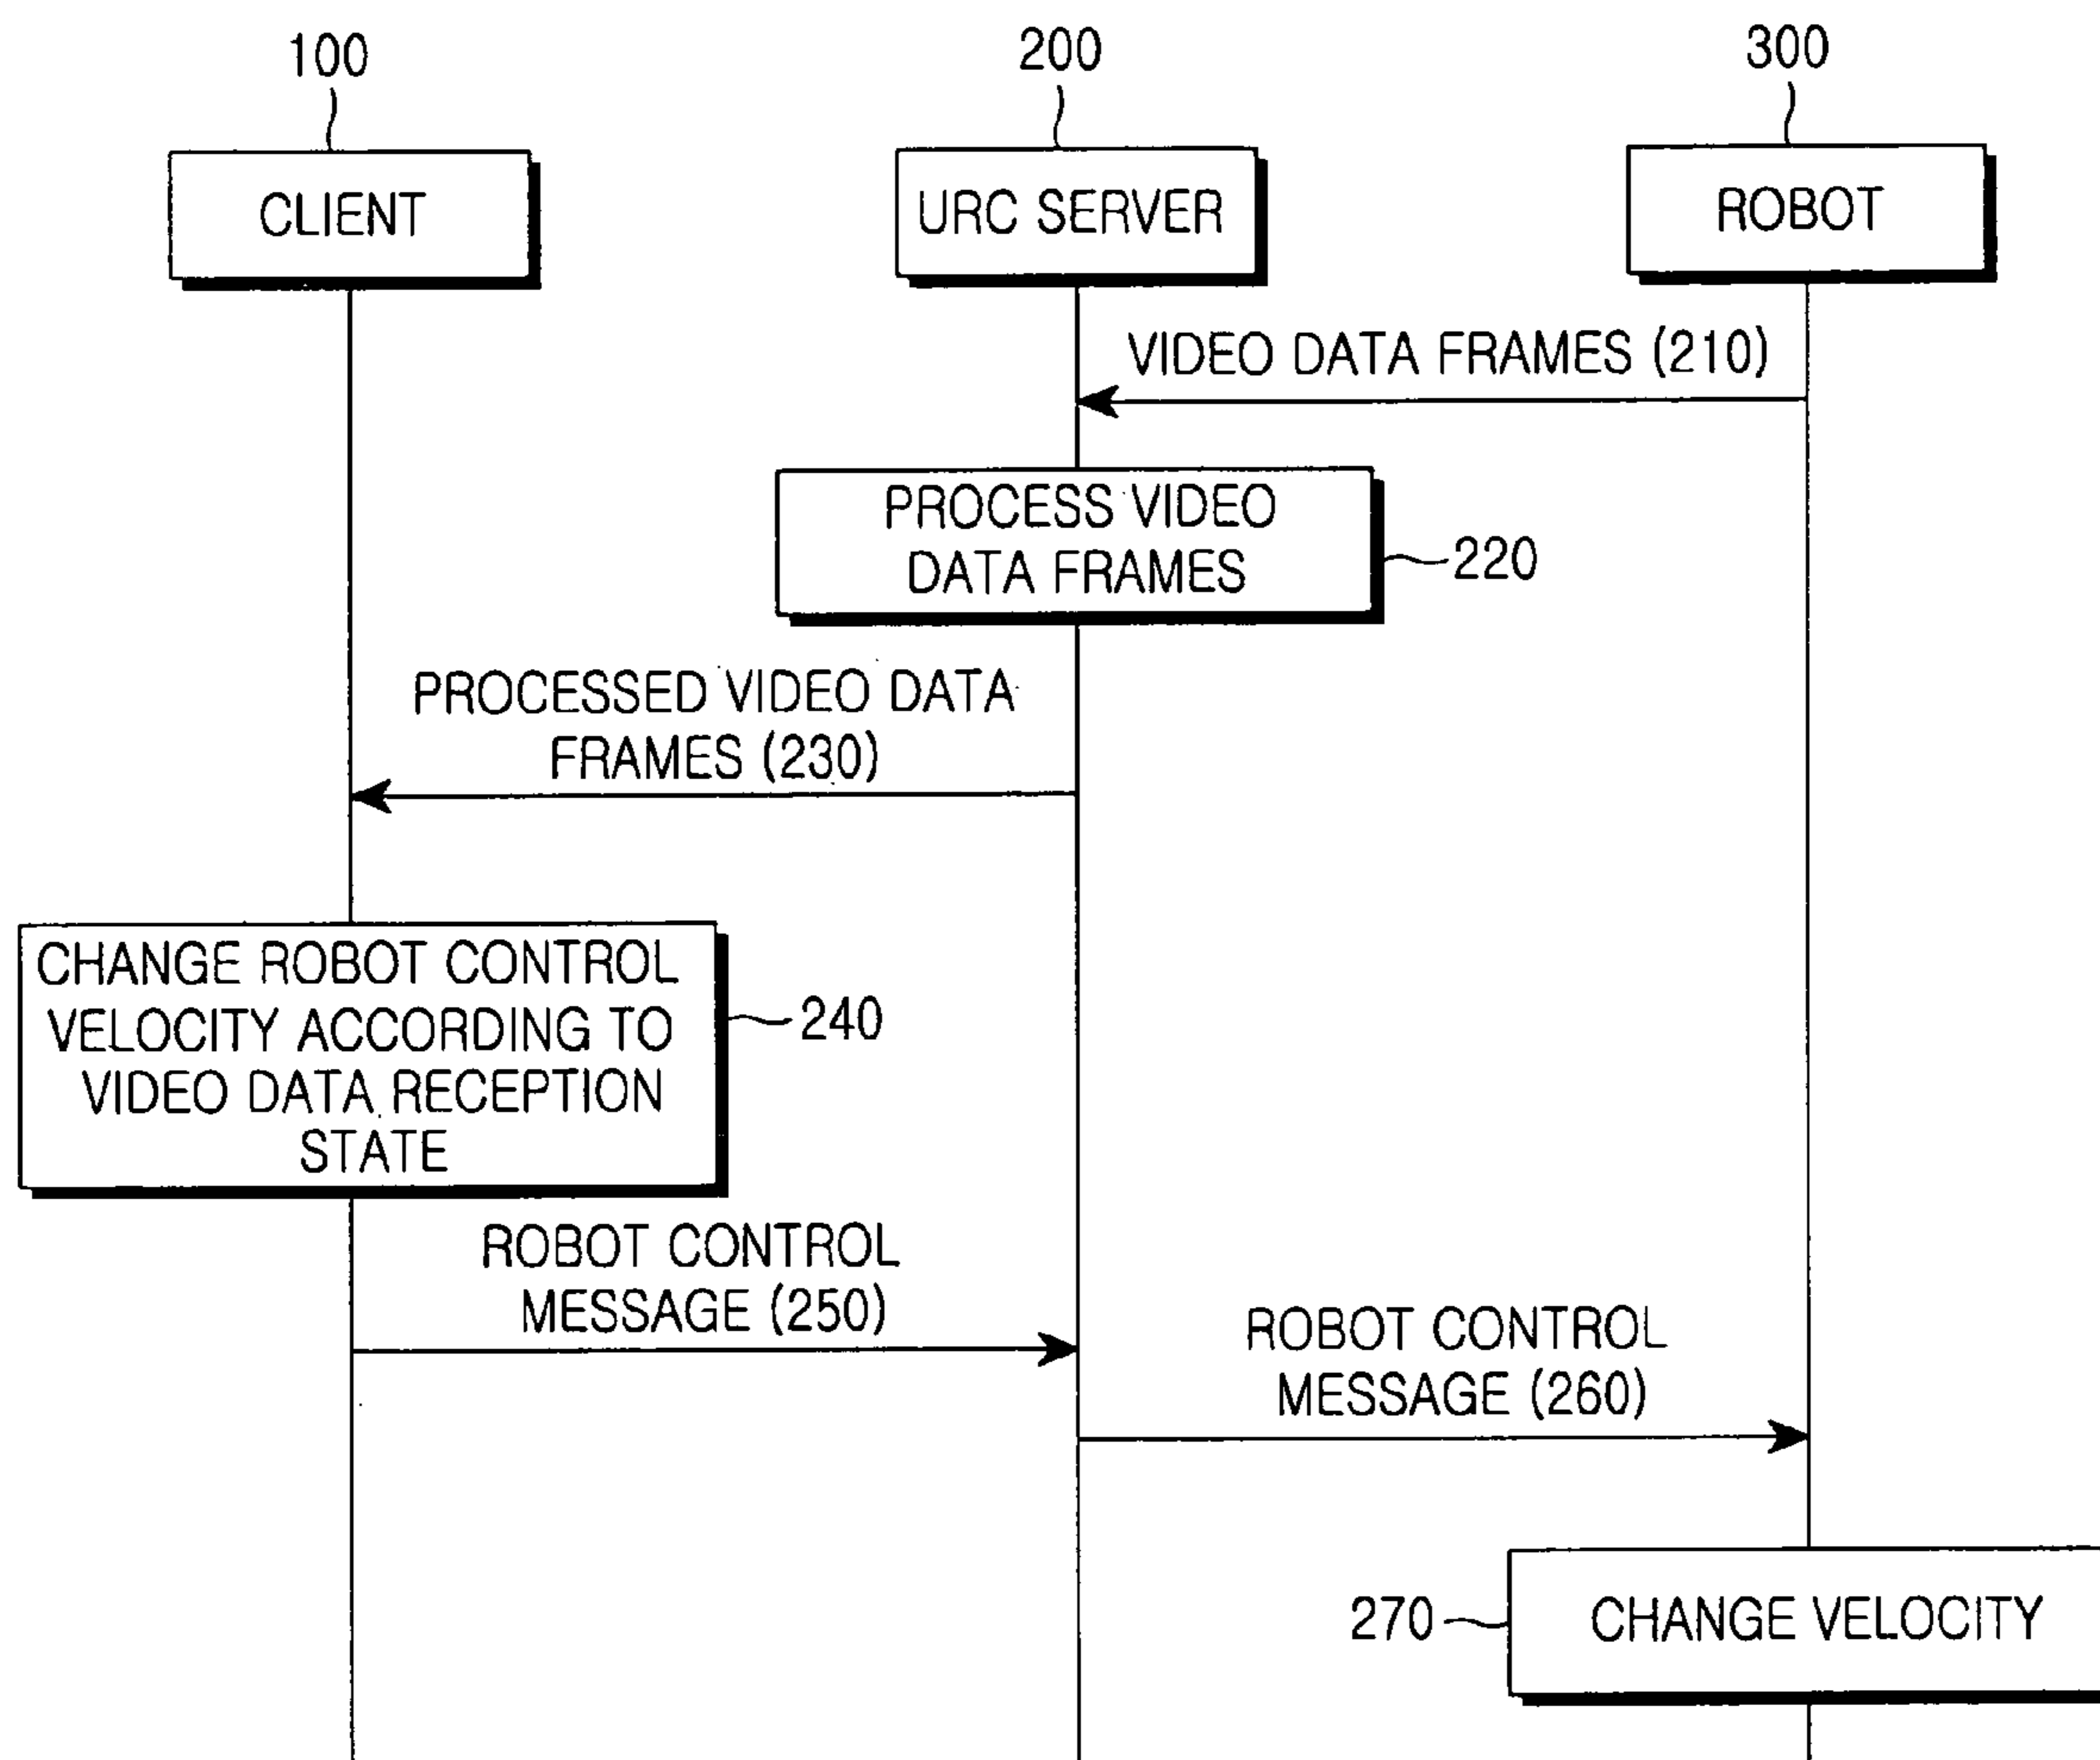 100
200
300
CLIENT
URC SERVER
ROBOT
VIDEO DATA FRAMES (210)
PROCESS VIDEO
DATA FRAMES
220
PROCESSED VIDEO DATA
FRAMES (230)
CHANGE ROBOT CONTROL
VELOCITY ACCORDING TO
VIDEO DATA RECEPTION
STATE
240
ROBOT CONTROL
MESSAGE (250)
ROBOT CONTROL
MESSAGE (260)
270
CHANGE VELOCITY